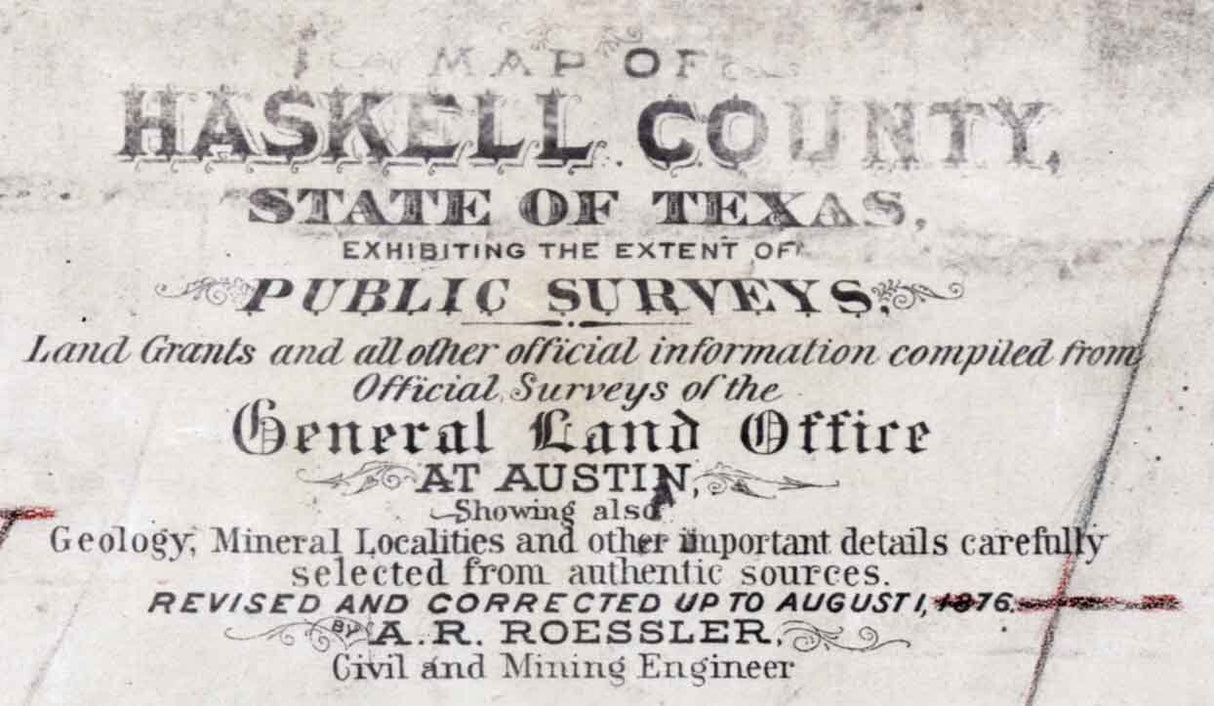 MAP OF
HASKELL COUNTY,
STATE OF TEXAS,
EXHIBITING THE EXTENT OF
PUBLIC SURVEYS,
Land Grants and all other official information compiled from
Official Surveys of the
General Land Office
AT AUSTIN,
Showing also
Geology, Mineral Localities and other important details carefully
selected from authentic sources.
REVISED AND CORRECTED UP TO AUGUST 1, 1876.
BY A. R. ROESSLER,
Civil and Mining Engineer